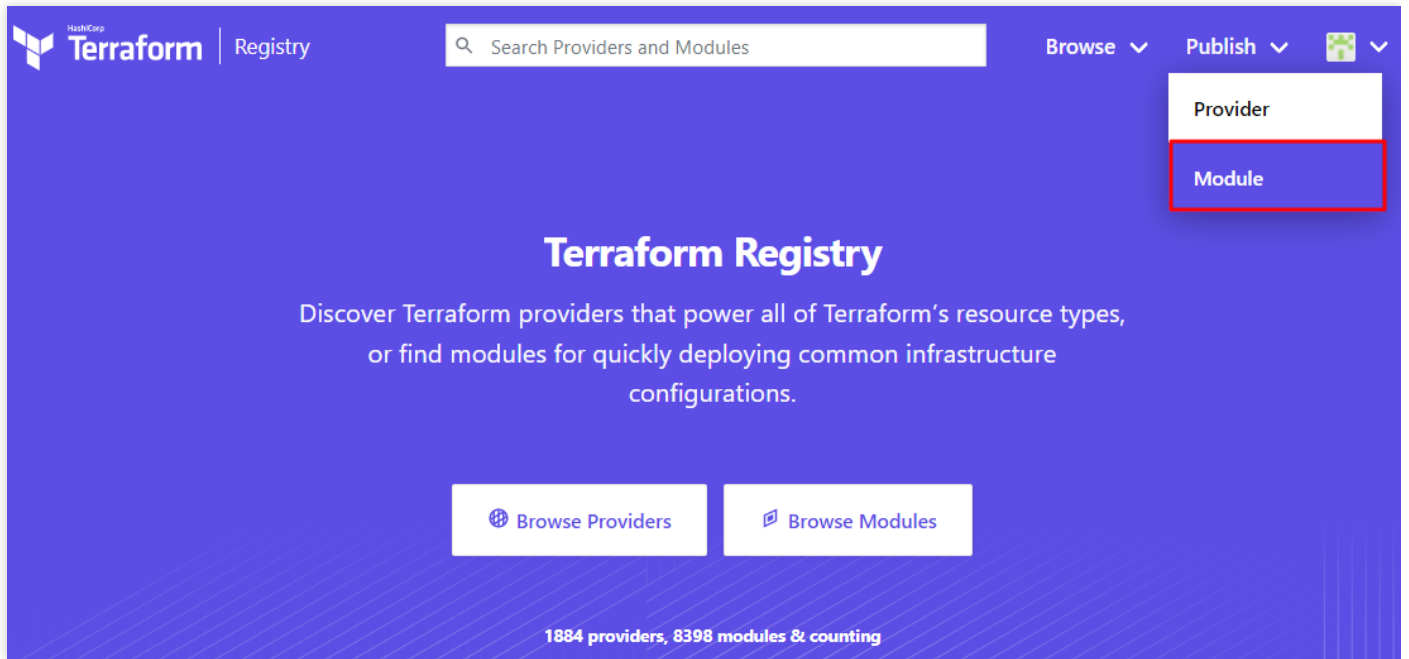 HashiCorp
Terraform
Registry
Search Providers and Modules
Browse
Publish
Provider
Module
Terraform Registry
Discover Terraform providers that power all of Terraform’s resource types,
or find modules for quickly deploying common infrastructure
configurations.
Browse Providers
Browse Modules
1884 providers, 8398 modules & counting